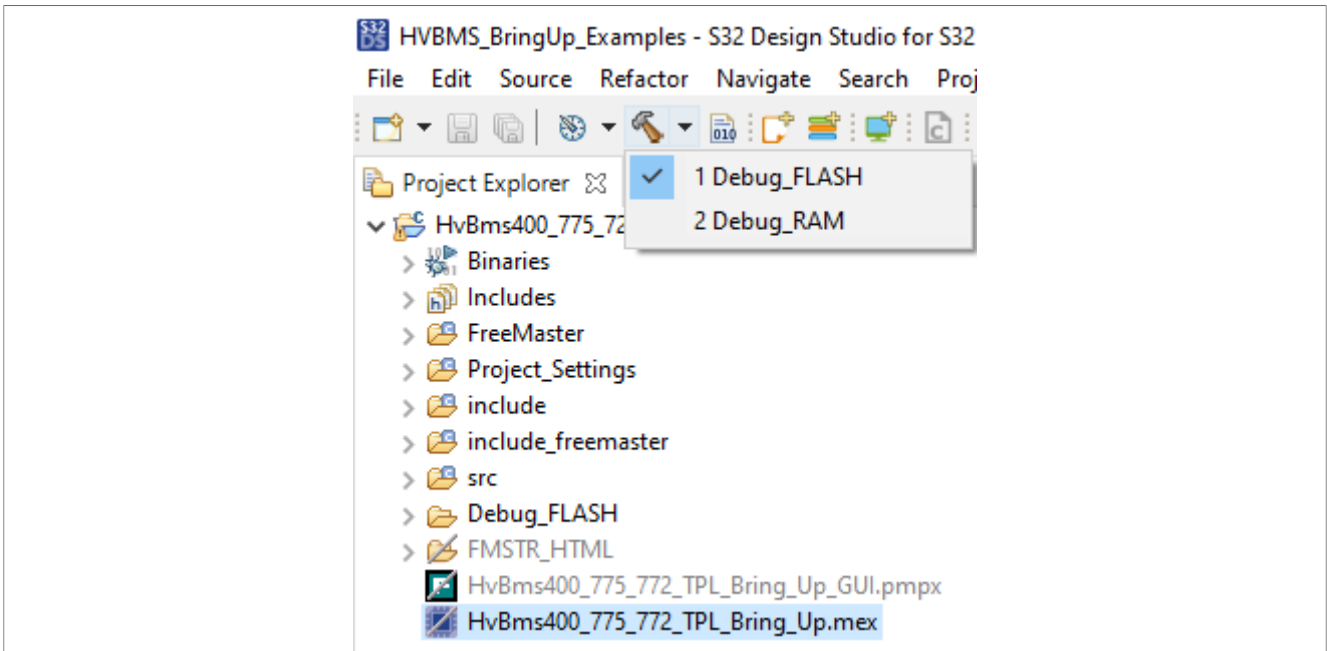 S32
DS HVBMS_BringUp_Examples - S32 Design Studio for S32
File Edit Source Refactor Navigate Search Proj
010 C
Project Explorer 1 Debug_FLASH
HvBms400_775_72 2 Debug_RAM
Binaries
Includes
FreeMaster
Project_Settings
include
include_freemaster
src
Debug_FLASH
FMSTR_HTML
HvBms400_775_772_TPL_Bring_Up_GUI.pmpx
HvBms400_775_772_TPL_Bring_Up.mex